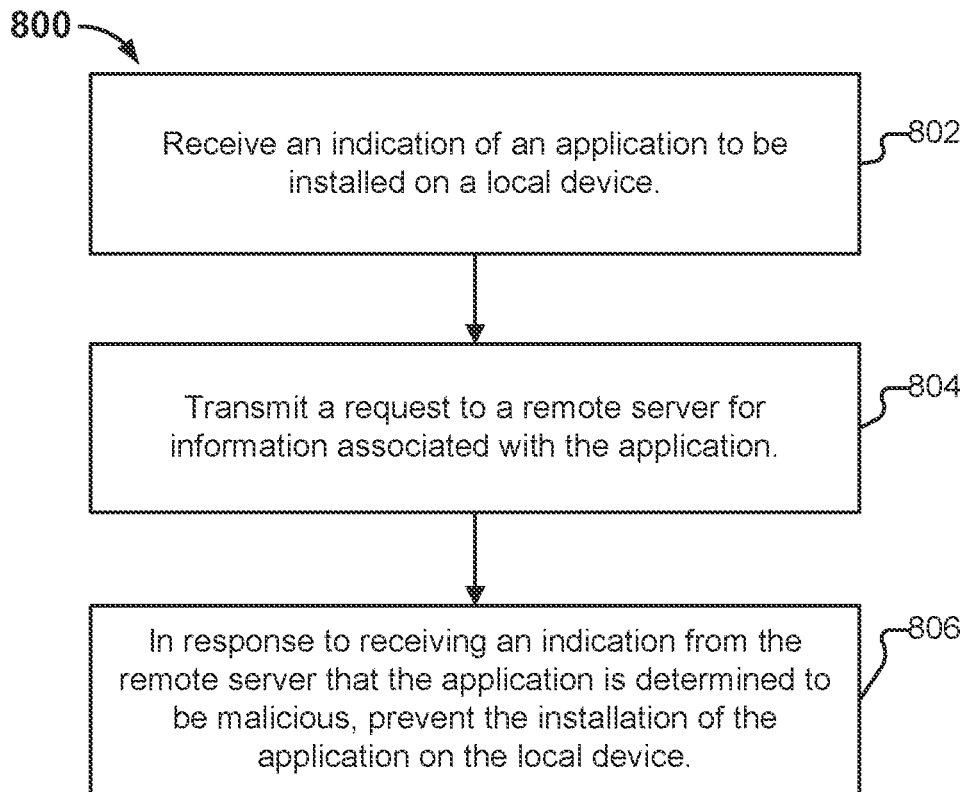 800
Receive an indication of an application to be
installed on a local device.
802
Transmit a request to a remote server for
information associated with the application.
804
In response to receiving an indication from the
remote server that the application is determined to
be malicious, prevent the installation of the
application on the local device.
806